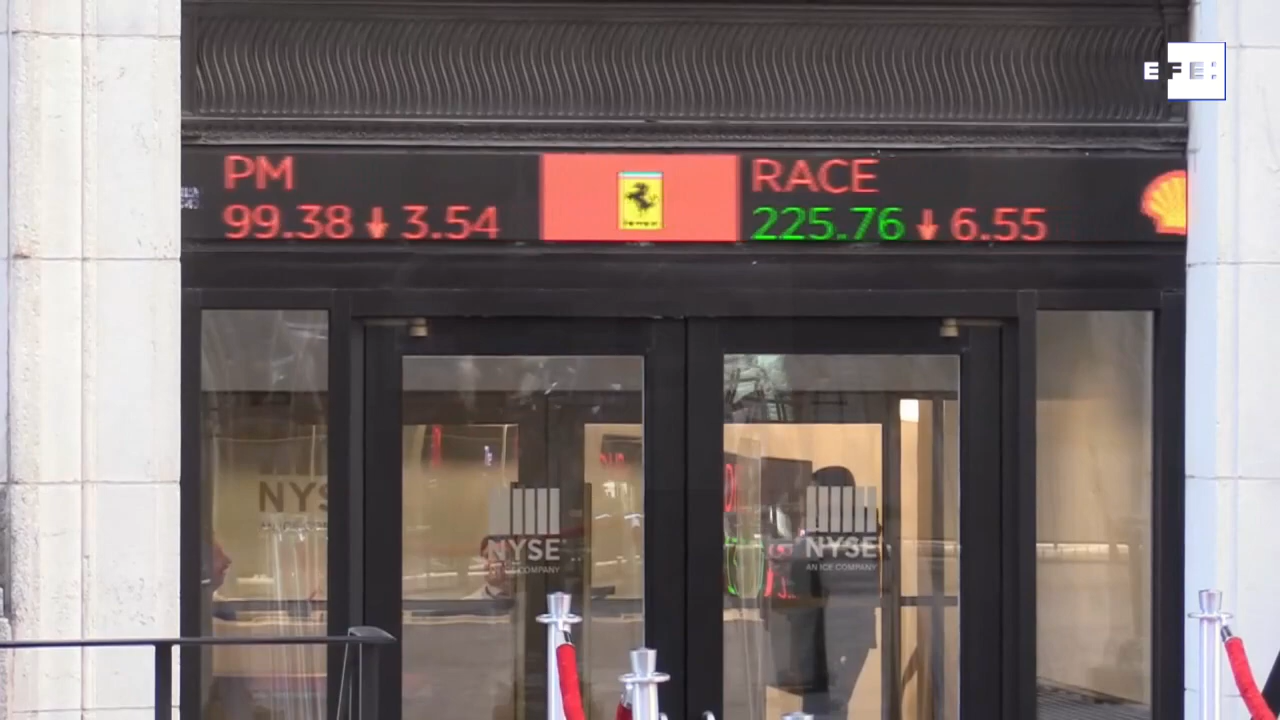 EFE:
PM
99.38 ↓ 3.54
RACE
225.76 ↓ 6.55
NYS
NYSE
AN ICE COMPANY
NYSE
AN ICE COMPANY